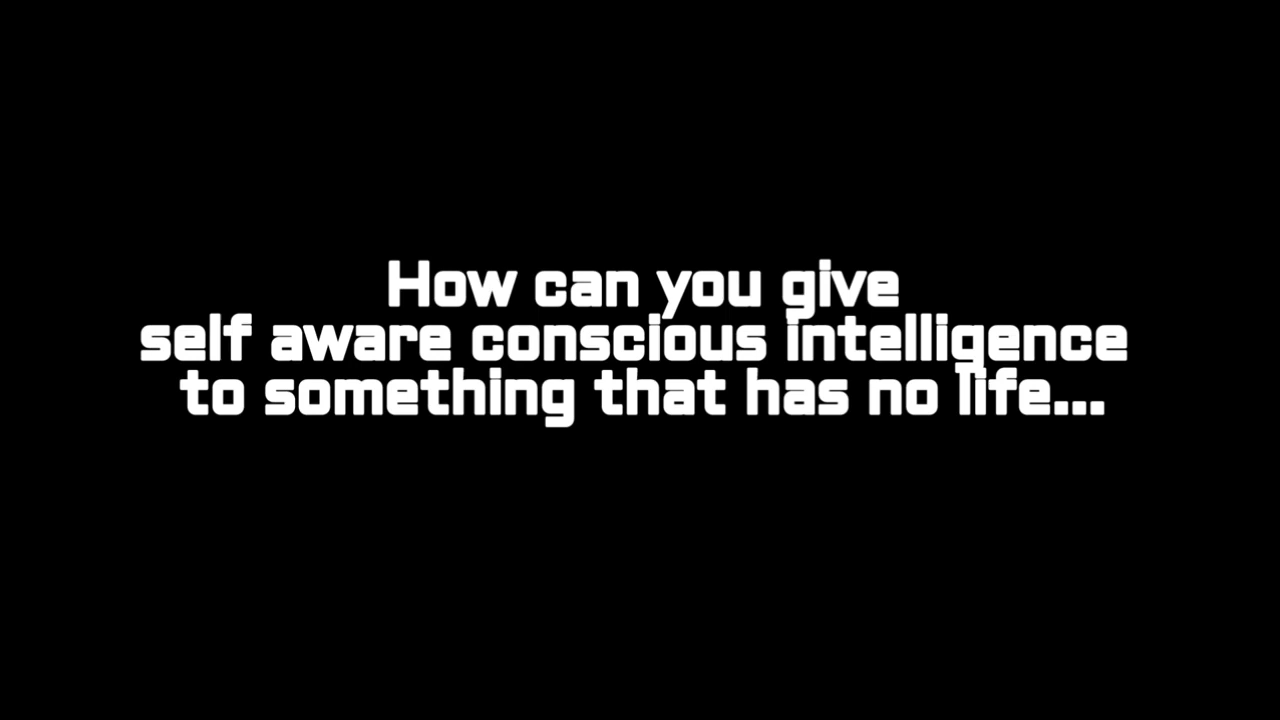 How can you give
self aware conscious intelligence
to something that has no life...